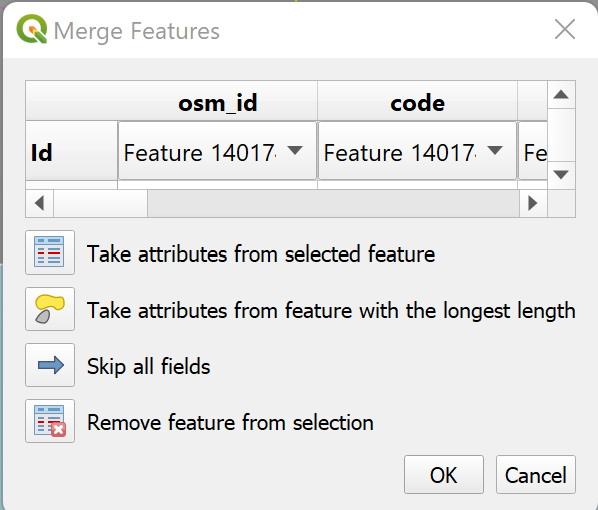 Merge Features
osm_id code
Id Feature 14017 Feature 14017 Fe
Take attributes from selected feature
Take attributes from feature with the longest length
Skip all fields
Remove feature from selection
OK Cancel